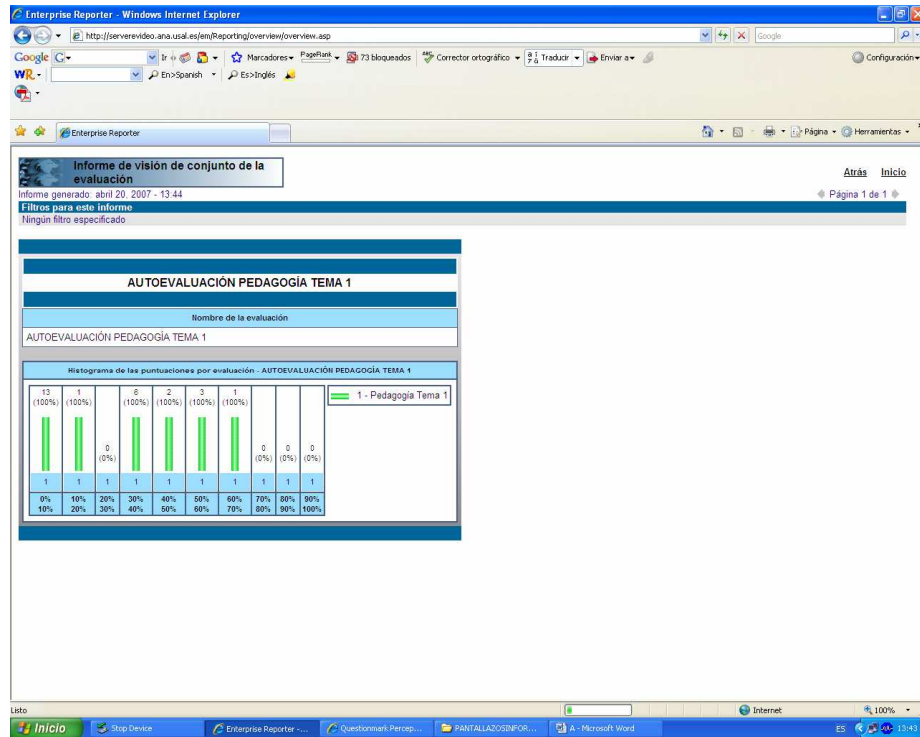 Enterprise Reporter - Windows Internet Explorer
http://serverevideo.ana.usal.es/em/Reporting/overview/overview.asp
Google
Google G
Ir
Marcadores
PageRank
73 bloqueados
Corrector ortográfico
Traducir
Enviar a
Configuración
WR
En>Spanish
Es>Inglés
Enterprise Reporter
Página
Herramientas
Informe de visión de conjunto de la
evaluación
Atrás Inicio
Informe generado: abril 20, 2007 - 13:44
Página 1 de 1
Filtros para este informe
Ningún filtro especificado
AUTOEVALUACIÓN PEDAGOGÍA TEMA 1
Nombre de la evaluación
AUTOEVALUACIÓN PEDAGOGÍA TEMA 1
Histograma de las puntuaciones por evaluación - AUTOEVALUACIÓN PEDAGOGÍA TEMA 1
13 1 6 2 3 1
(100%) (100%) (100%) (100%) (100%) (100%)
1 - Pedagogía Tema 1
0 0 0 0
(0%) (0%) (0%) (0%)
1 1 1 1 1 1 1 1 1 1
0% 10% 20% 30% 40% 50% 60% 70% 80% 90%
10% 20% 30% 40% 50% 60% 70% 80% 90% 100%
Listo
Internet
100%
Inicio
Stop Device
Enterprise Reporter -...
Questionmark Percep...
PANTALLAZOSINFOR...
A - Microsoft Word
ES
13:43